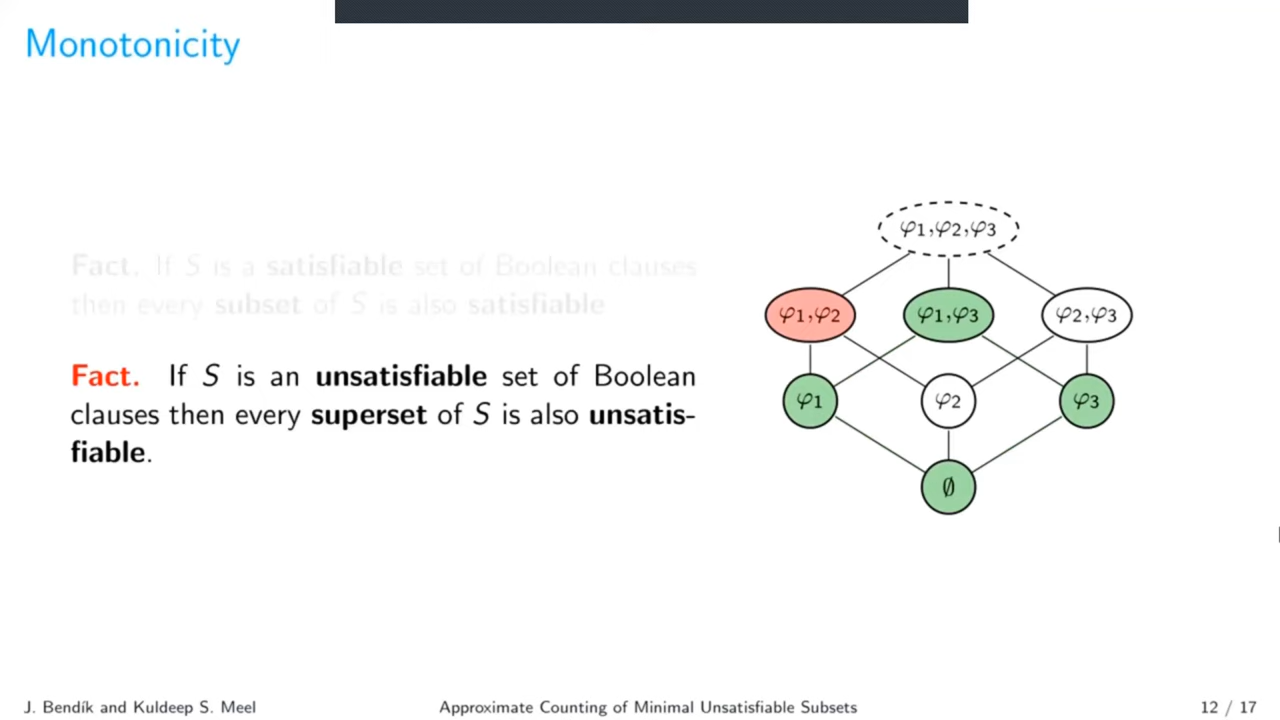 Monotonicity
Fact. If S is a satisfiable set of Boolean clauses
then every subset of S is also satisfiable
Fact. If S is an unsatisfiable set of Boolean
clauses then every superset of S is also unsatis-
fiable.
φ1,φ2,φ3
φ1,φ2
φ1,φ3
φ2,φ3
φ1
φ2
φ3
∅
J. Bendík and Kuldeep S. Meel
Approximate Counting of Minimal Unsatisfiable Subsets
12 / 17